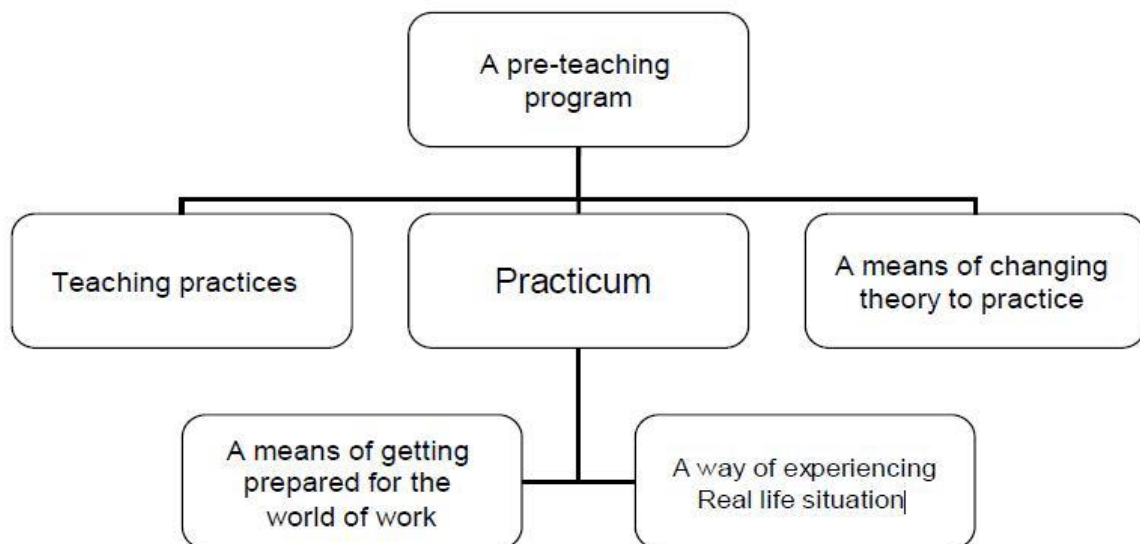 A pre-teaching
program
Teaching practices
Practicum
A means of changing
theory to practice
A means of getting
prepared for the
world of work
A way of experiencing
Real life situation